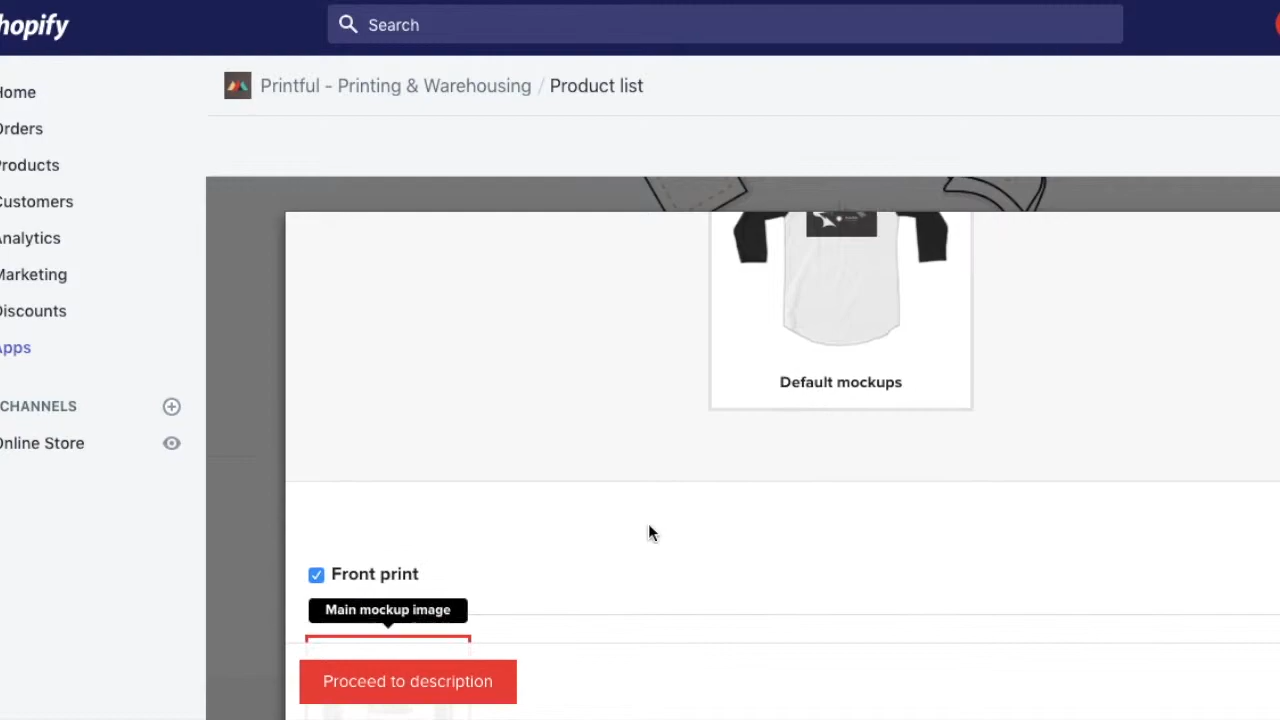 hopify
Search
Printful - Printing & Warehousing / Product list
Home
Orders
Products
Customers
Analytics
Marketing
Discounts
Apps
CHANNELS
Online Store
Default mockups
Front print
Main mockup image
Proceed to description